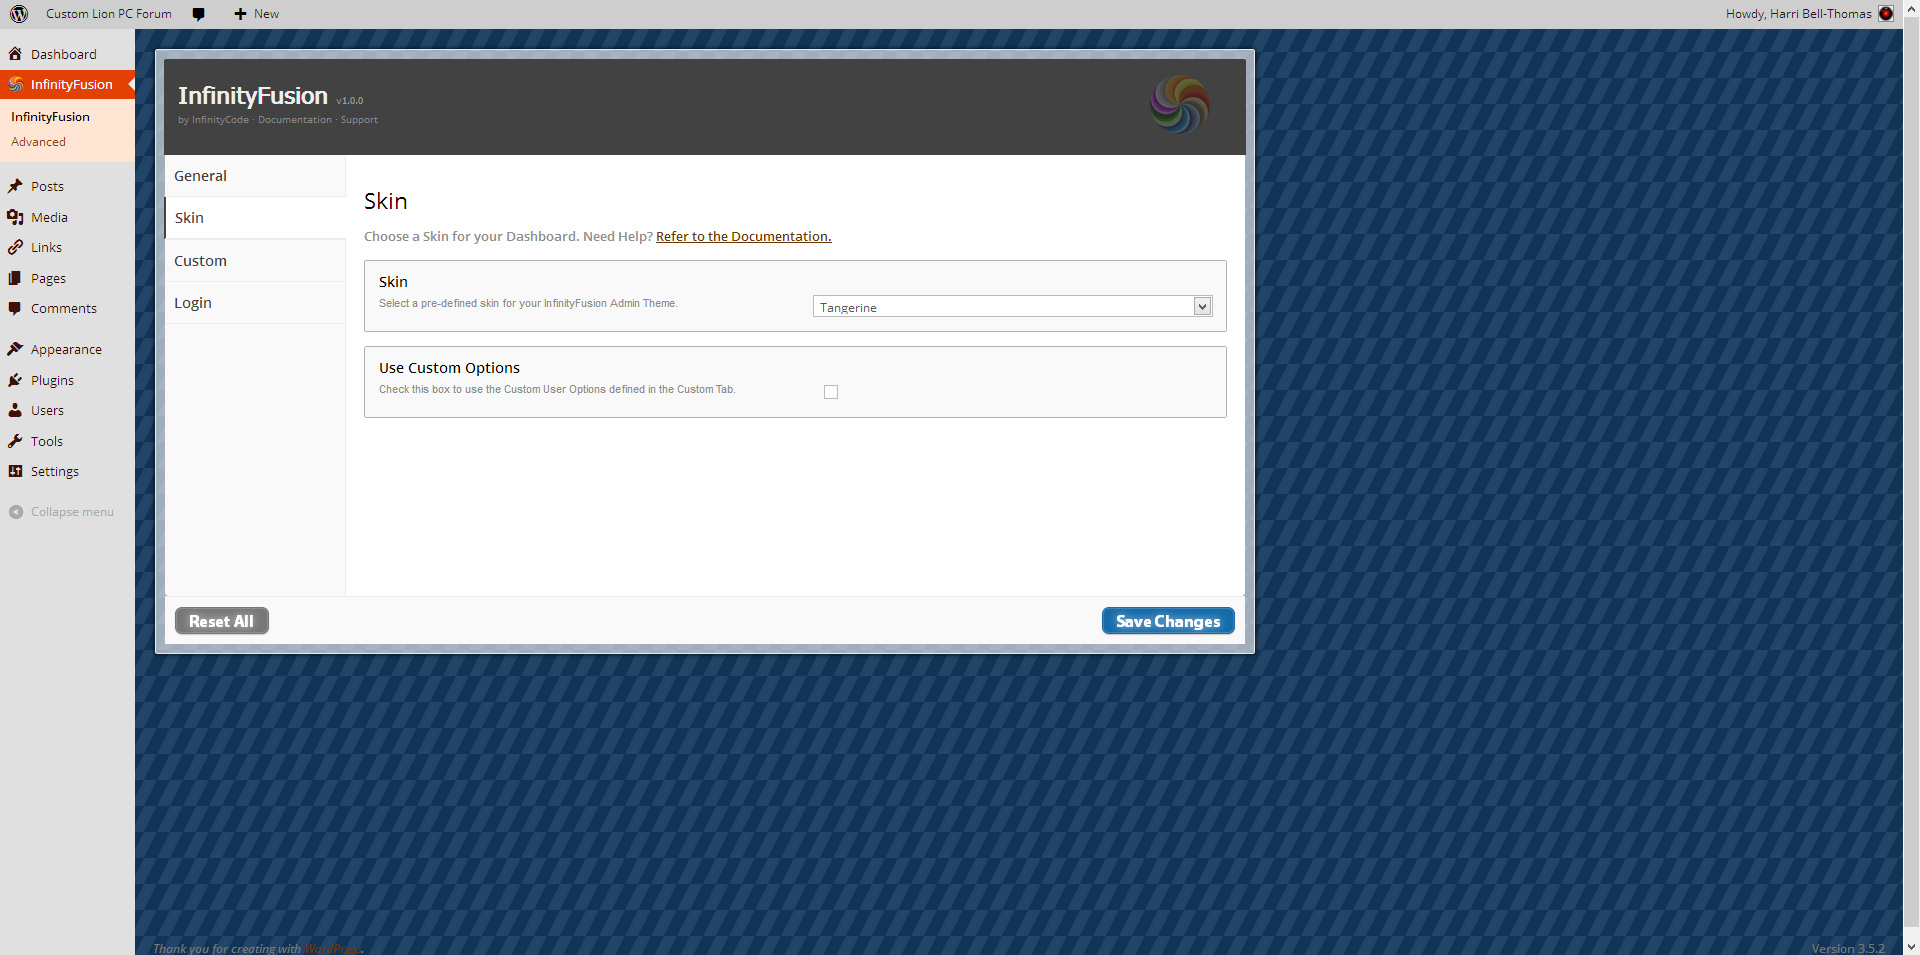 Custom Lion PC Forum
New
Howdy, Harri Bell-Thomas
Dashboard
InfinityFusion
InfinityFusion
Advanced
Posts
Media
Links
Pages
Comments
Appearance
Plugins
Users
Tools
Settings
Collapse menu
InfinityFusion v1.0.0
by InfinityCode · Documentation · Support
General
Skin
Custom
Login
Skin
Choose a Skin for your Dashboard. Need Help? Refer to the Documentation.
Skin
Select a pre-defined skin for your InfinityFusion Admin Theme.
Tangerine
Use Custom Options
Check this box to use the Custom User Options defined in the Custom Tab.
Reset All
Save Changes
Thank you for creating with WordPress.
Version 3.5.2